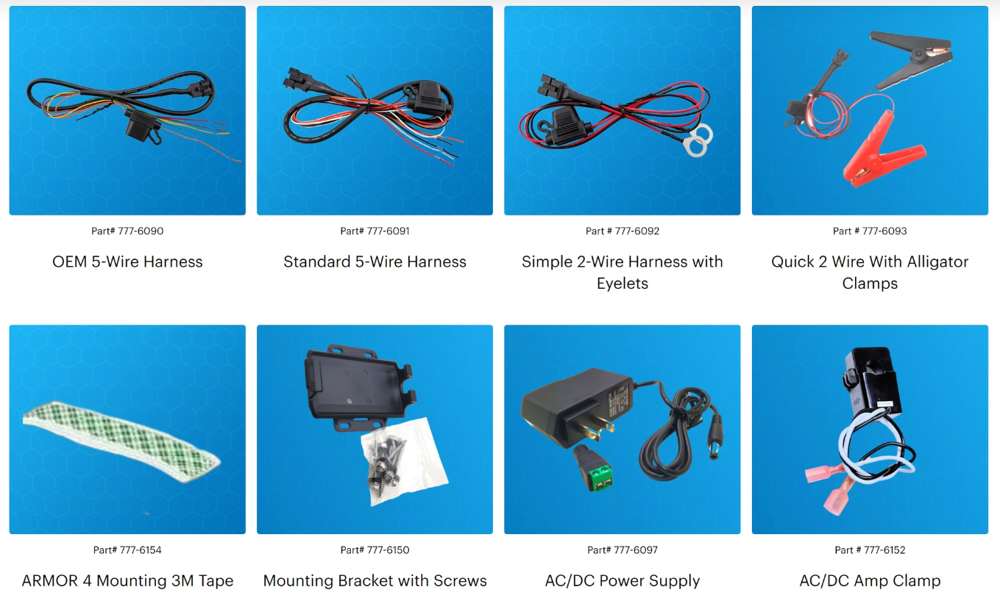 Part# 777-6090
Part# 777-6091
Part # 777-6092
Part # 777-6093
OEM 5-Wire Harness
Standard 5-Wire Harness
Simple 2-Wire Harness with
Eyelets
Quick 2 Wire With Alligator
Clamps
Part# 777-6154
Part# 777-6150
Part# 777-6097
Part # 777-6152
ARMOR 4 Mounting 3M Tape
Mounting Bracket with Screws
AC/DC Power Supply
AC/DC Amp Clamp